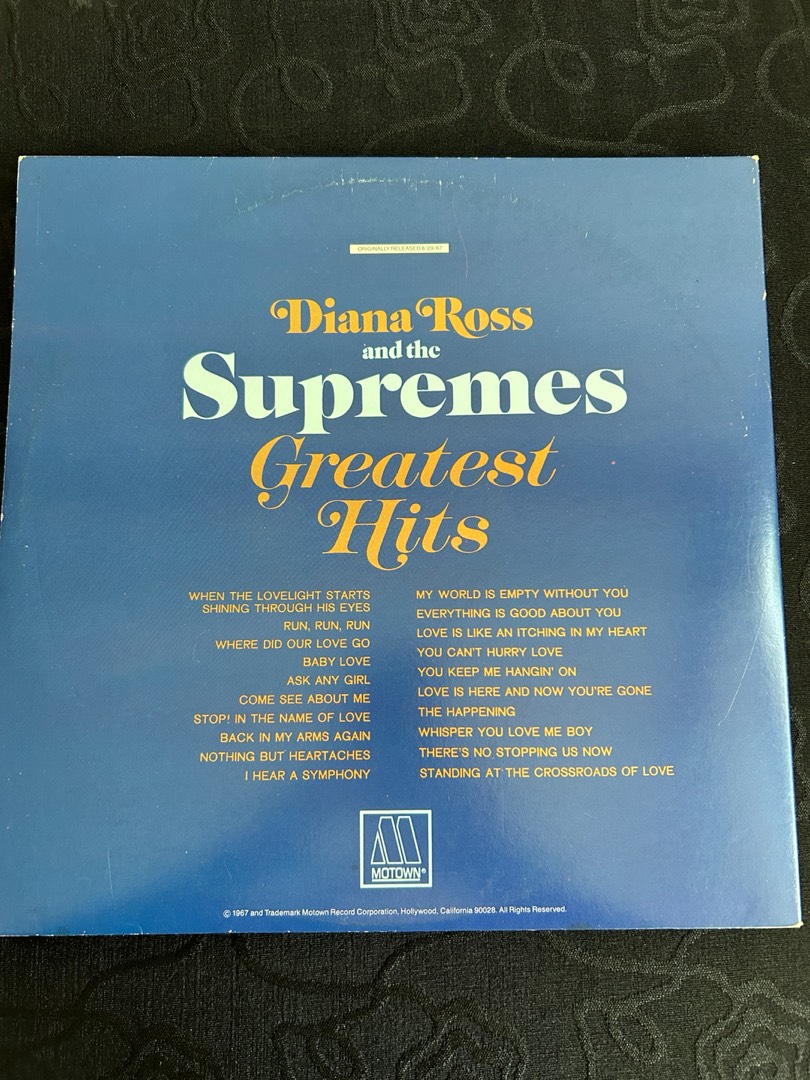 ORIGINALLY RELEASED 8/29/67
Diana Ross
and the
Supremes
Greatest
Hits
WHEN THE LOVELIGHT STARTS
SHINING THROUGH HIS EYES
RUN, RUN, RUN
WHERE DID OUR LOVE GO
BABY LOVE
ASK ANY GIRL
COME SEE ABOUT ME
STOP! IN THE NAME OF LOVE
BACK IN MY ARMS AGAIN
NOTHING BUT HEARTACHES
I HEAR A SYMPHONY
MY WORLD IS EMPTY WITHOUT YOU
EVERYTHING IS GOOD ABOUT YOU
LOVE IS LIKE AN ITCHING IN MY HEART
YOU CAN'T HURRY LOVE
YOU KEEP ME HANGIN' ON
LOVE IS HERE AND NOW YOU'RE GONE
THE HAPPENING
WHISPER YOU LOVE ME BOY
THERE'S NO STOPPING US NOW
STANDING AT THE CROSSROADS OF LOVE
M
MOTOWN®
© 1967 and Trademark Motown Record Corporation, Hollywood, California 90028. All Rights Reserved.